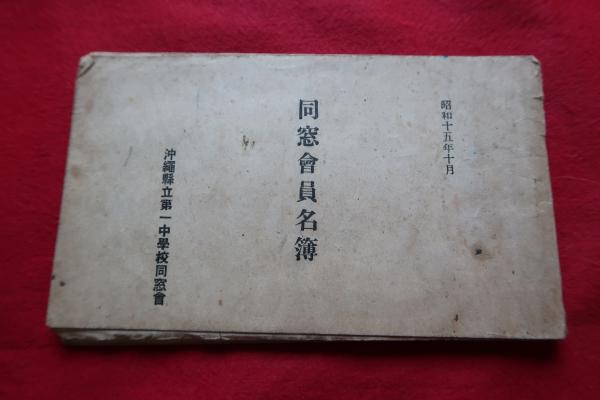 昭和十五年十月
同窓會員名簿
沖繩縣立第一中學校同窓會